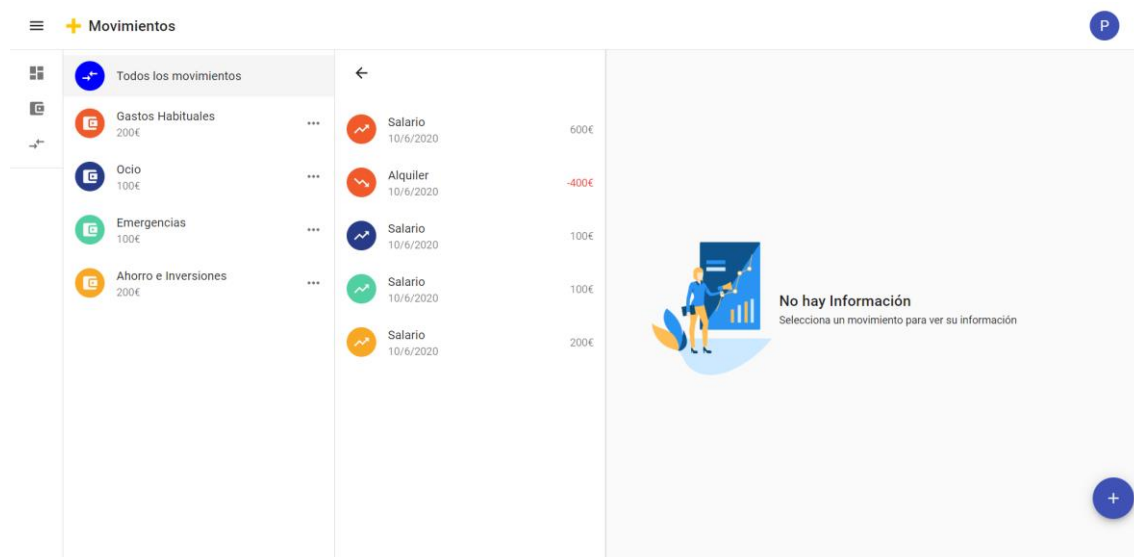 Movimientos
P
Todos los movimientos
Gastos Habituales
200€
Ocio
100€
Emergencias
100€
Ahorro e Inversiones
200€
Salario
10/6/2020
600€
Alquiler
10/6/2020
-400€
Salario
10/6/2020
100€
Salario
10/6/2020
100€
Salario
10/6/2020
200€
No hay Información
Selecciona un movimiento para ver su información